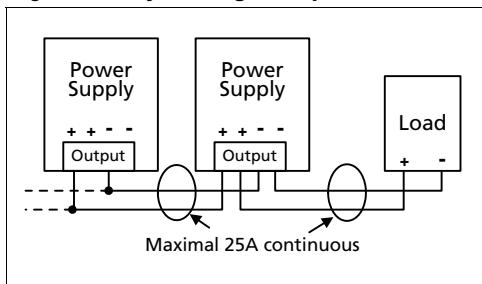 Power
Supply
+ + - -
Output
Power
Supply
+ + - -
Output
Load
+ -
Maximal 25A continuous